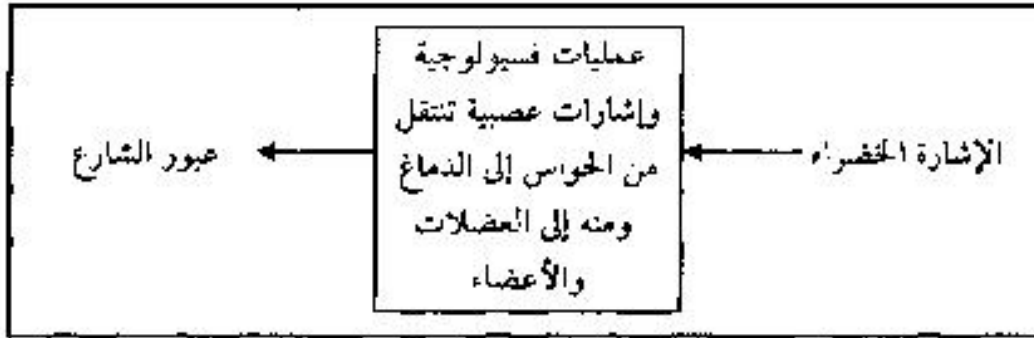 الإشارة الخضراء
عمليات فسيولوجية
وإشارات عصبية تنتقل
من الحواس إلى الدماغ
ومنه إلى العضلات
والأعضاء
عبور الشارع